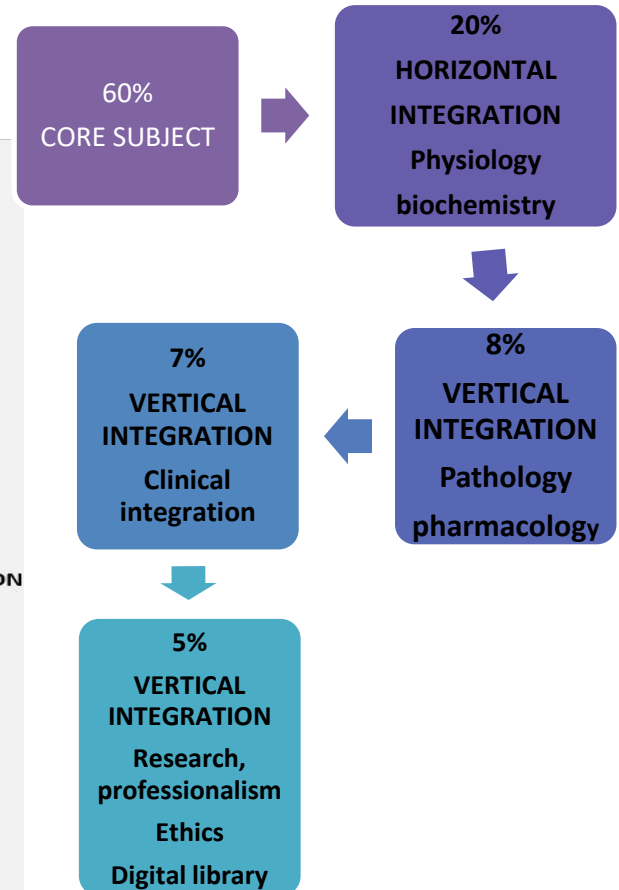 60%
CORE SUBJECT
20%
HORIZONTAL
INTEGRATION
Physiology
biochemistry
8%
VERTICAL
INTEGRATION
Pathology
pharmacology
7%
VERTICAL
INTEGRATION
Clinical
integration
ON
5%
VERTICAL
INTEGRATION
Research,
professionalism
Ethics
Digital library